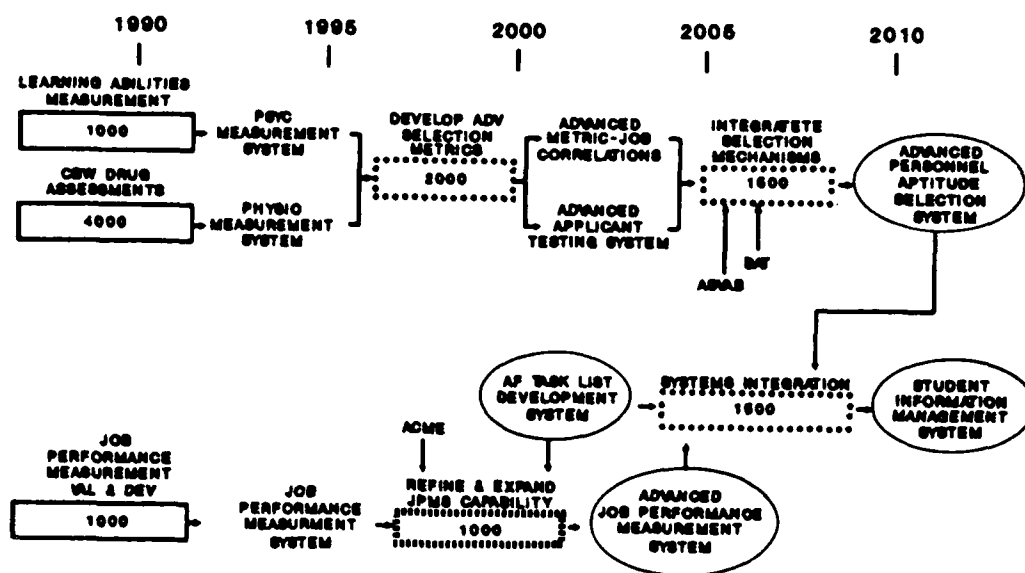 1990 1995 2000 2005 2010
LEARNING ABILITIES
MEASUREMENT
1000
PSYC
MEASUREMENT
SYSTEM
DEVELOP ADV
SELECTION
METRICS
2000
ADVANCED
METRIC-JOB
CORRELATIONS
INTEGRATETE
SELECTION
MECHANISMS
1500
ADVANCED
PERSONNEL
APTITUDE
SELECTION
SYSTEM
CBW DRUG
ASSESSMENTS
4000
PHYSIO
MEASUREMENT
SYSTEM
ADVANCED
APPLICANT
TESTING SYSTEM
BAT
ASVAB
AF TASK LIST
DEVELOPMENT
SYSTEM
SYSTEMS INTEGRATION
1500
STUDENT
INFORMATION
MANAGEMENT
SYSTEM
JOB
PERFORMANCE
MEASUREMENT
VAL & DEV
1000
JOB
PERFORMANCE
MEASURMENT
SYSTEM
ACME
REFINE & EXPAND
JPMS CAPABILITY
1000
ADVANCED
JOB PERFORMANCE
MEASUREMENT
SYSTEM